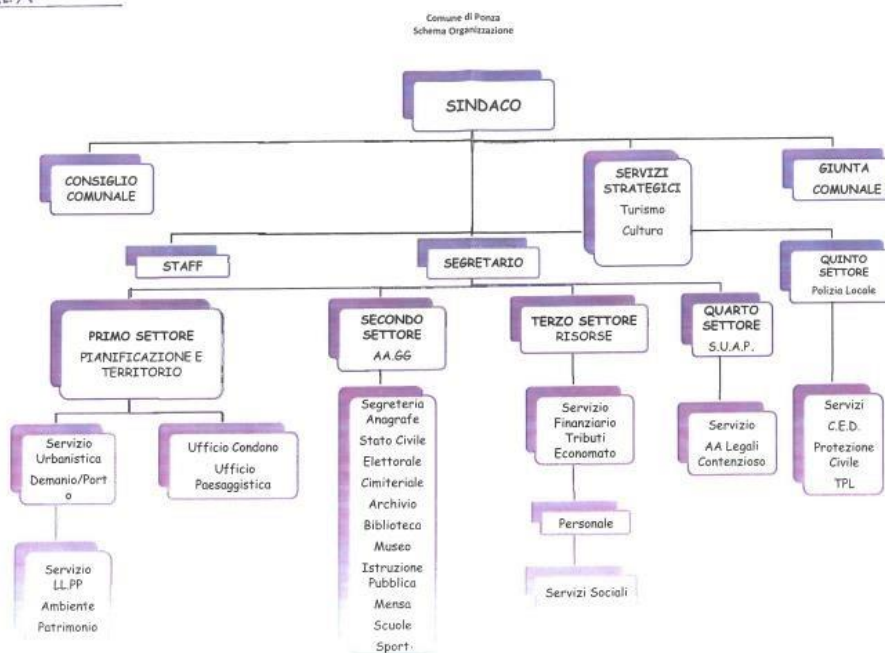 Comune di Ponza
Schema Organizzazione
SINDACO
CONSIGLIO
COMUNALE
SERVIZI
STRATEGICI
Turismo
Cultura
GIUNTA
COMUNALE
STAFF
SEGRETARIO
QUINTO
SETTORE
Polizia Locale
PRIMO SETTORE
PIANIFICAZIONE E
TERRITORIO
SECONDO
SETTORE
AA.GG
TERZO SETTORE
RISORSE
QUARTO
SETTORE
S.U.A.P.
Servizio
Urbanistica
Demanio/Port
o
Ufficio Condono
Ufficio
Paesaggistica
Segreteria
Anagrafe
Stato Civile
Elettorale
Cimiteriale
Archivio
Biblioteca
Museo
Istruzione
Pubblica
Mensa
Scuole
Sport
Servizio
Finanziario
Tributi
Economato
Servizio
AA Legali
Contenzioso
Servizi
C.E.D.
Protezione
Civile
TPL
Personale
Servizio
LL.PP
Ambiente
Patrimonio
Servizi Sociali